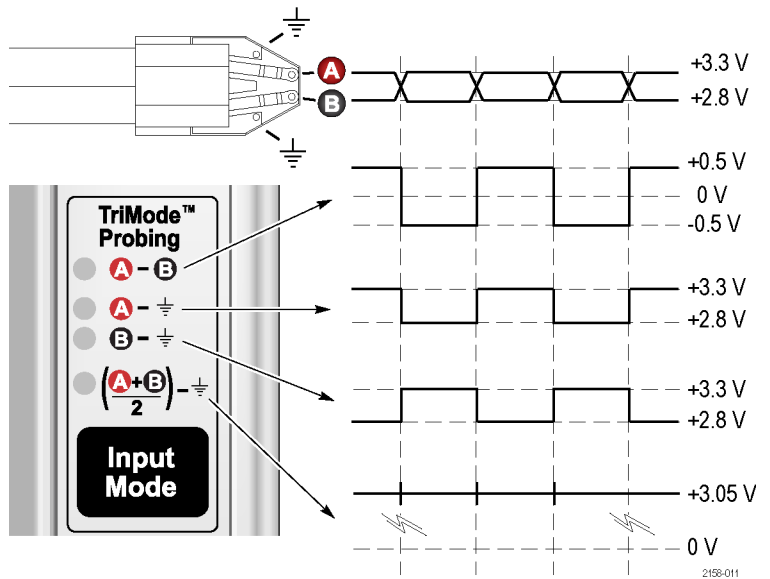 A
B
+3.3 V
+2.8 V
+0.5 V
0 V
-0.5 V
TriMode™
Probing
A - B
A -
B -
(A+B
2) -
Input
Mode
+3.3 V
+2.8 V
+3.3 V
+2.8 V
+3.05 V
0 V
2158-011